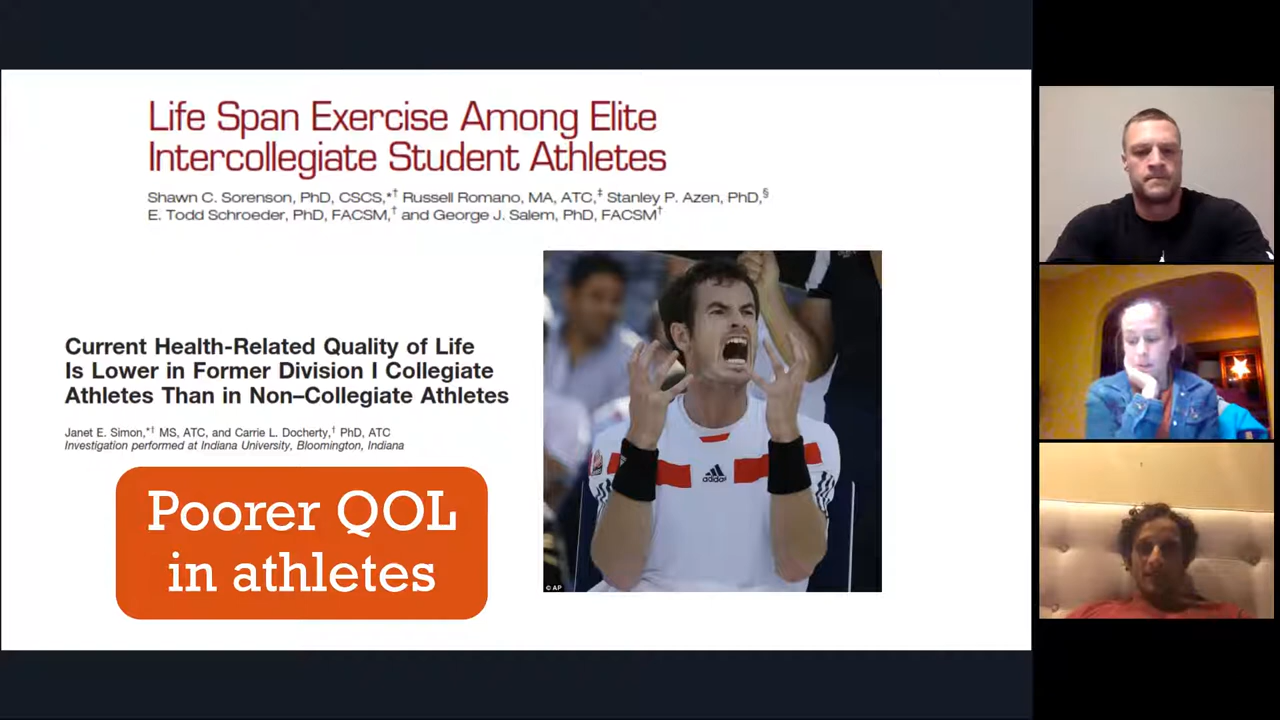 Life Span Exercise Among Elite
Intercollegiate Student Athletes
Shawn C. Sorenson, PhD, CSCS,*† Russell Romano, MA, ATC,‡ Stanley P. Azen, PhD,§
E. Todd Schroeder, PhD, FACSM,† and George J. Salem, PhD, FACSM†
Current Health-Related Quality of Life
Is Lower in Former Division I Collegiate
Athletes Than in Non–Collegiate Athletes
Janet E. Simon,*† MS, ATC, and Carrie L. Docherty,† PhD, ATC
Investigation performed at Indiana University, Bloomington, Indiana
Poorer QOL
in athletes
adidas
© AP